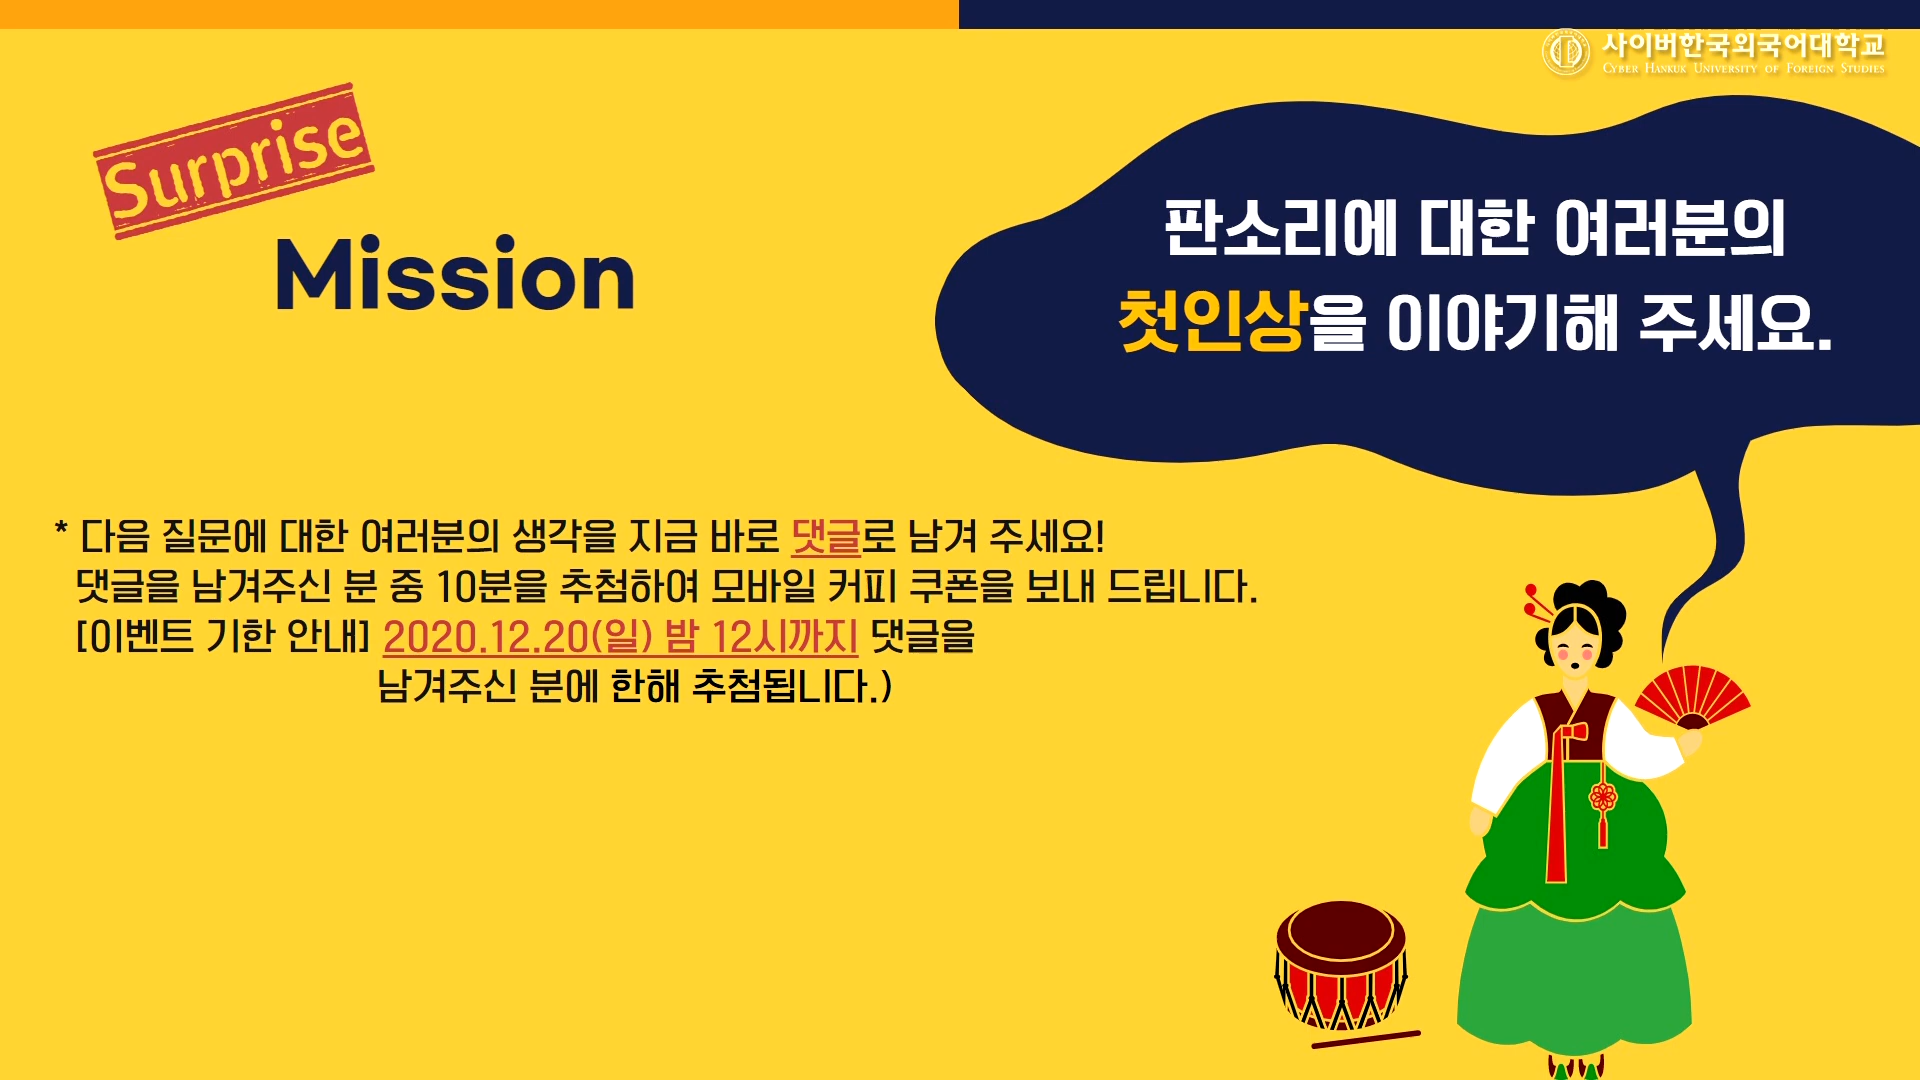 사이버한국외국어대학교
CYBER HANKUK UNIVERSITY OF FOREIGN STUDIES
Surprise
Mission
판소리에 대한 여러분의
첫인상을 이야기해 주세요.
* 다음 질문에 대한 여러분의 생각을 지금 바로 댓글로 남겨 주세요!
댓글을 남겨주신 분 중 10분을 추첨하여 모바일 커피 쿠폰을 보내 드립니다.
[이벤트 기한 안내] 2020.12.20(일) 밤 12시까지 댓글을
남겨주신 분에 한해 추첨됩니다.)